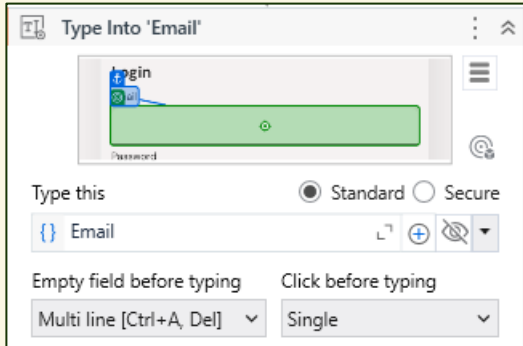 Type Into 'Email'
Login
Password
Type this
Standard
Secure
{} Email
Empty field before typing
Click before typing
Multi line [Ctrl+A, Del]
Single